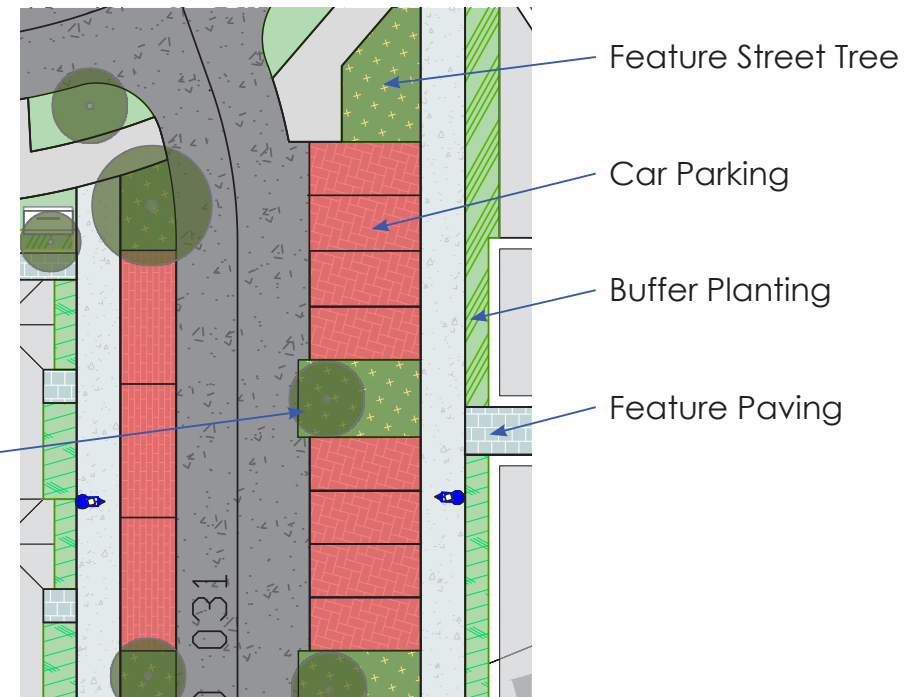 Feature Street Tree
Car Parking
Buffer Planting
Feature Paving
031